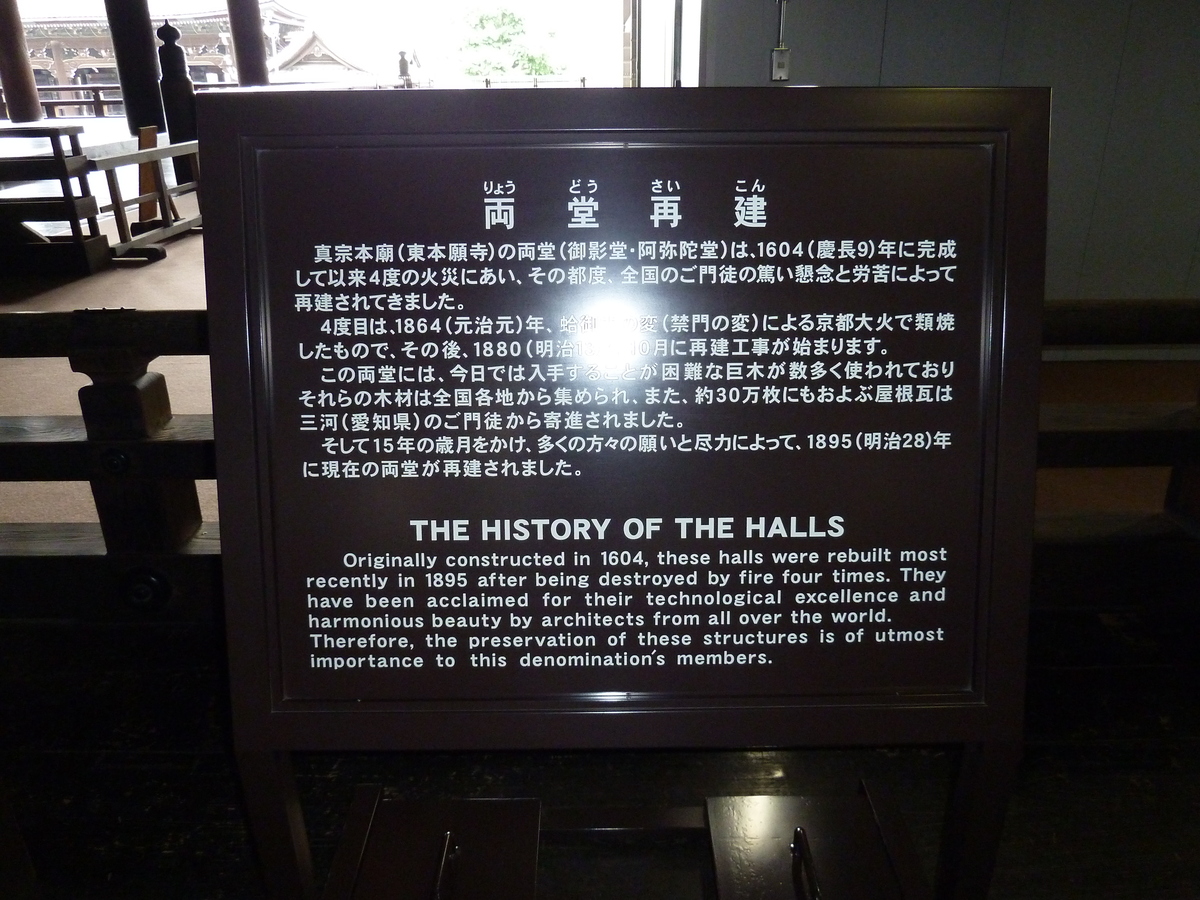 りょう どう さい こん
両堂再建
真宗本廟(東本願寺)の両堂(御影堂・阿弥陀堂)は、1604(慶長9)年に完成
して以来4度の火災にあい、その都度、全国のご門徒の篤い懇念と労苦によって
再建されてきました。
4度目は、1864(元治元)年、蛤御 の変(禁門の変)による京都大火で類焼
したもので、その後、1880(明治1 10月に再建工事が始まります。
この両堂には、今日では入手することが困難な巨木が数多く使われており
それらの木材は全国各地から集められ、また、約30万枚にもおよぶ屋根瓦は
三河(愛知県)のご門徒から寄進されました。
そして15年の歳月をかけ、多くの方々の願いと尽力によって、1895(明治28)年
に現在の両堂が再建されました。
THE HISTORY OF THE HALLS
Originally constructed in 1604, these halls were rebuilt most
recently in 1895 after being destroyed by fire four times. They
have been acclaimed for their technological excellence and
harmonious beauty by architects from all over the world.
Therefore, the preservation of these structures is of utmost
importance to this denomination's members.